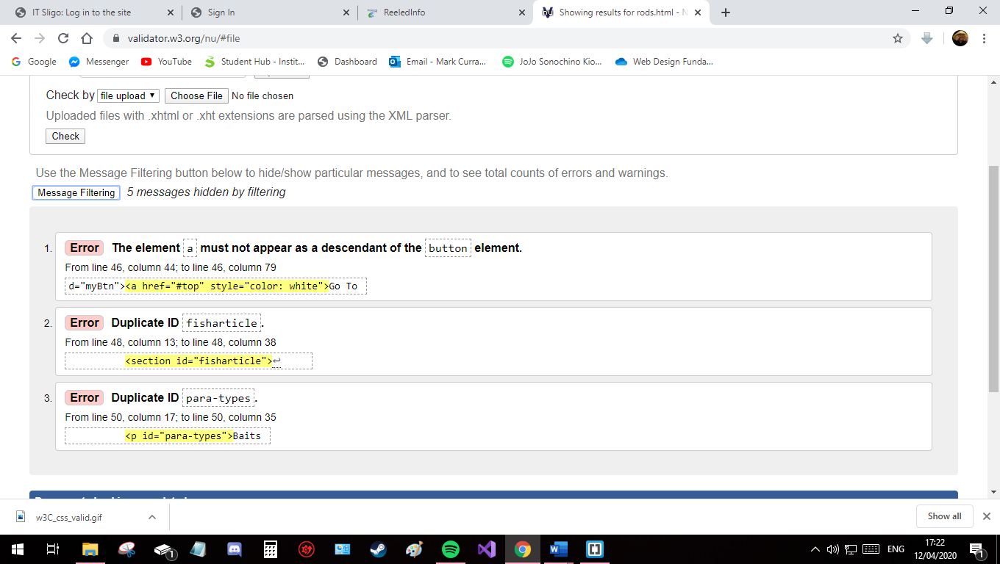 IT Sligo: Log in to the site
Sign In
ReeledInfo
Showing results for rods.html - N
validator.w3.org/nu/#file
Google
Messenger
YouTube
Student Hub - Instit...
Dashboard
Email - Mark Curra...
JoJo Sonochino Kio...
Web Design Funda...
Check by file upload Choose File No file chosen
Uploaded files with .xhtml or .xht extensions are parsed using the XML parser.
Check
Use the Message Filtering button below to hide/show particular messages, and to see total counts of errors and warnings.
Message Filtering 5 messages hidden by filtering
1. Error The element a must not appear as a descendant of the button element.
From line 46, column 44; to line 46, column 79
d="myBtn"><a href="#top" style="color: white">Go To
2. Error Duplicate ID fisharticle.
From line 48, column 13; to line 48, column 38
<section id="fisharticle">↩
3. Error Duplicate ID para-types.
From line 50, column 17; to line 50, column 35
<p id="para-types">Baits
w3C_css_valid.gif
Show all
1
ENG
17:22
12/04/2020
1